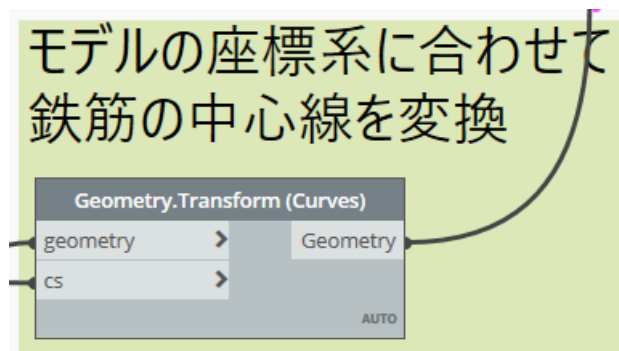 モデルの座標系に合わせて
鉄筋の中心線を変換
Geometry.Transform (Curves)
geometry > Geometry
cs >
AUTO